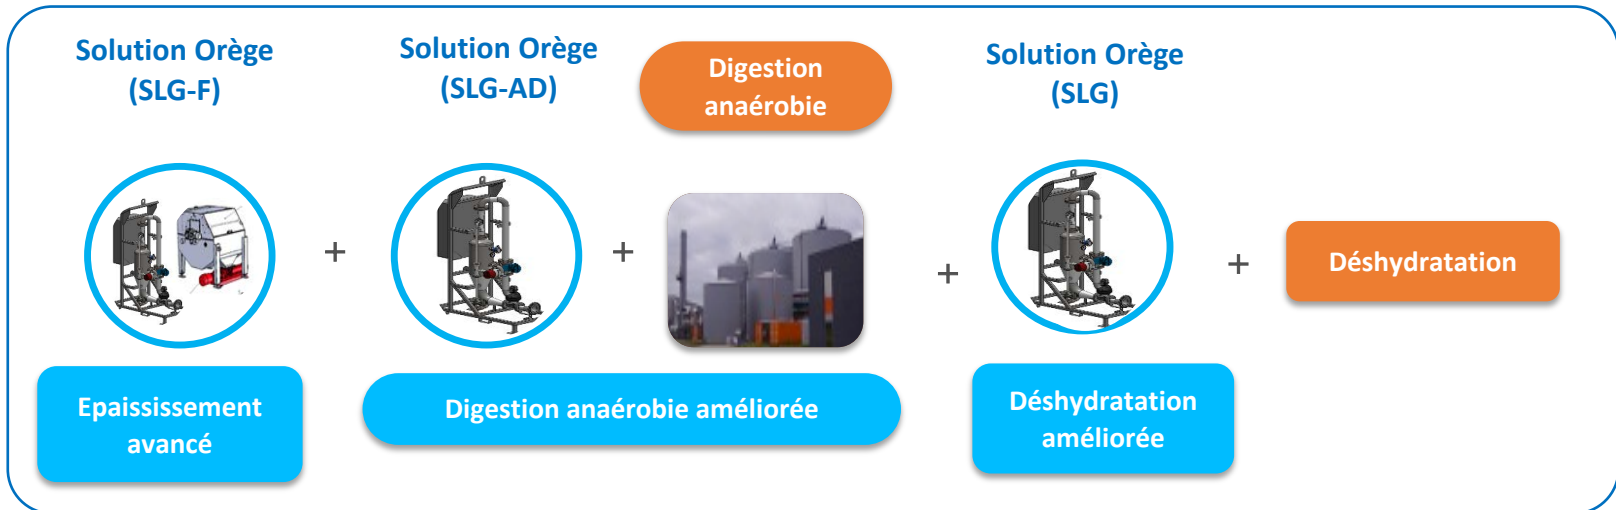 Solution Orège
(SLG-F)
Solution Orège
(SLG-AD)
Digestion
anaérobie
Solution Orège
(SLG)
+
+
+
+
Déshydratation
Epaississement
avancé
Digestion anaérobie améliorée
Déshydratation
améliorée